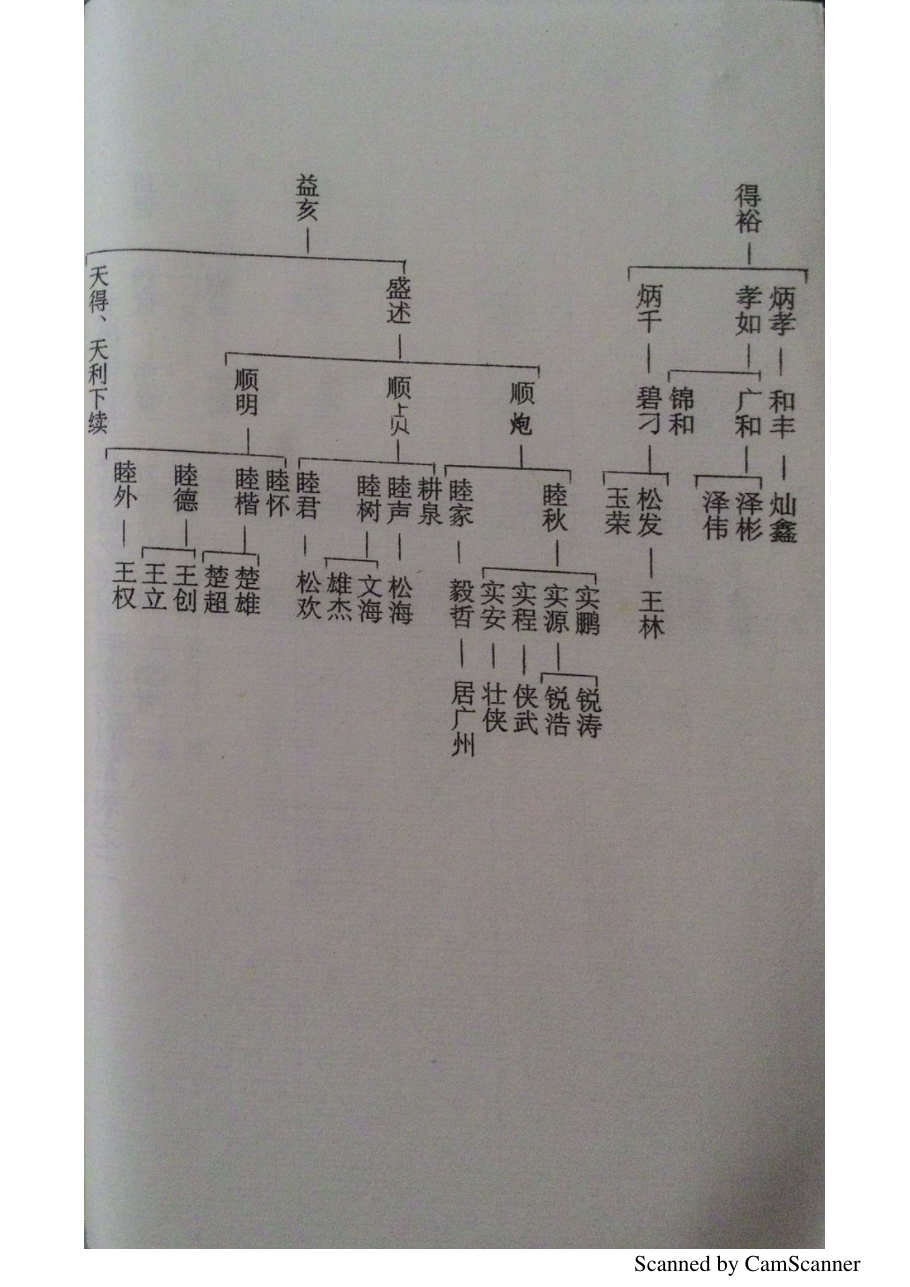 得裕
炳孝
和丰
灿鑫
孝如
广和
泽彬
泽伟
锦和
炳千
碧刁
松发
王林
玉荣
益亥
盛述
顺炮
睦秋
实鹏
实源
锐涛
锐浩
实程
侠武
实安
壮侠
睦家
毅哲
居广州
顺贞
耕泉
睦声
松海
睦树
文海
雄杰
睦君
松欢
顺明
睦怀
睦楷
楚雄
楚超
睦德
王创
王立
睦外
王权
天得、天利下续
Scanned by CamScanner